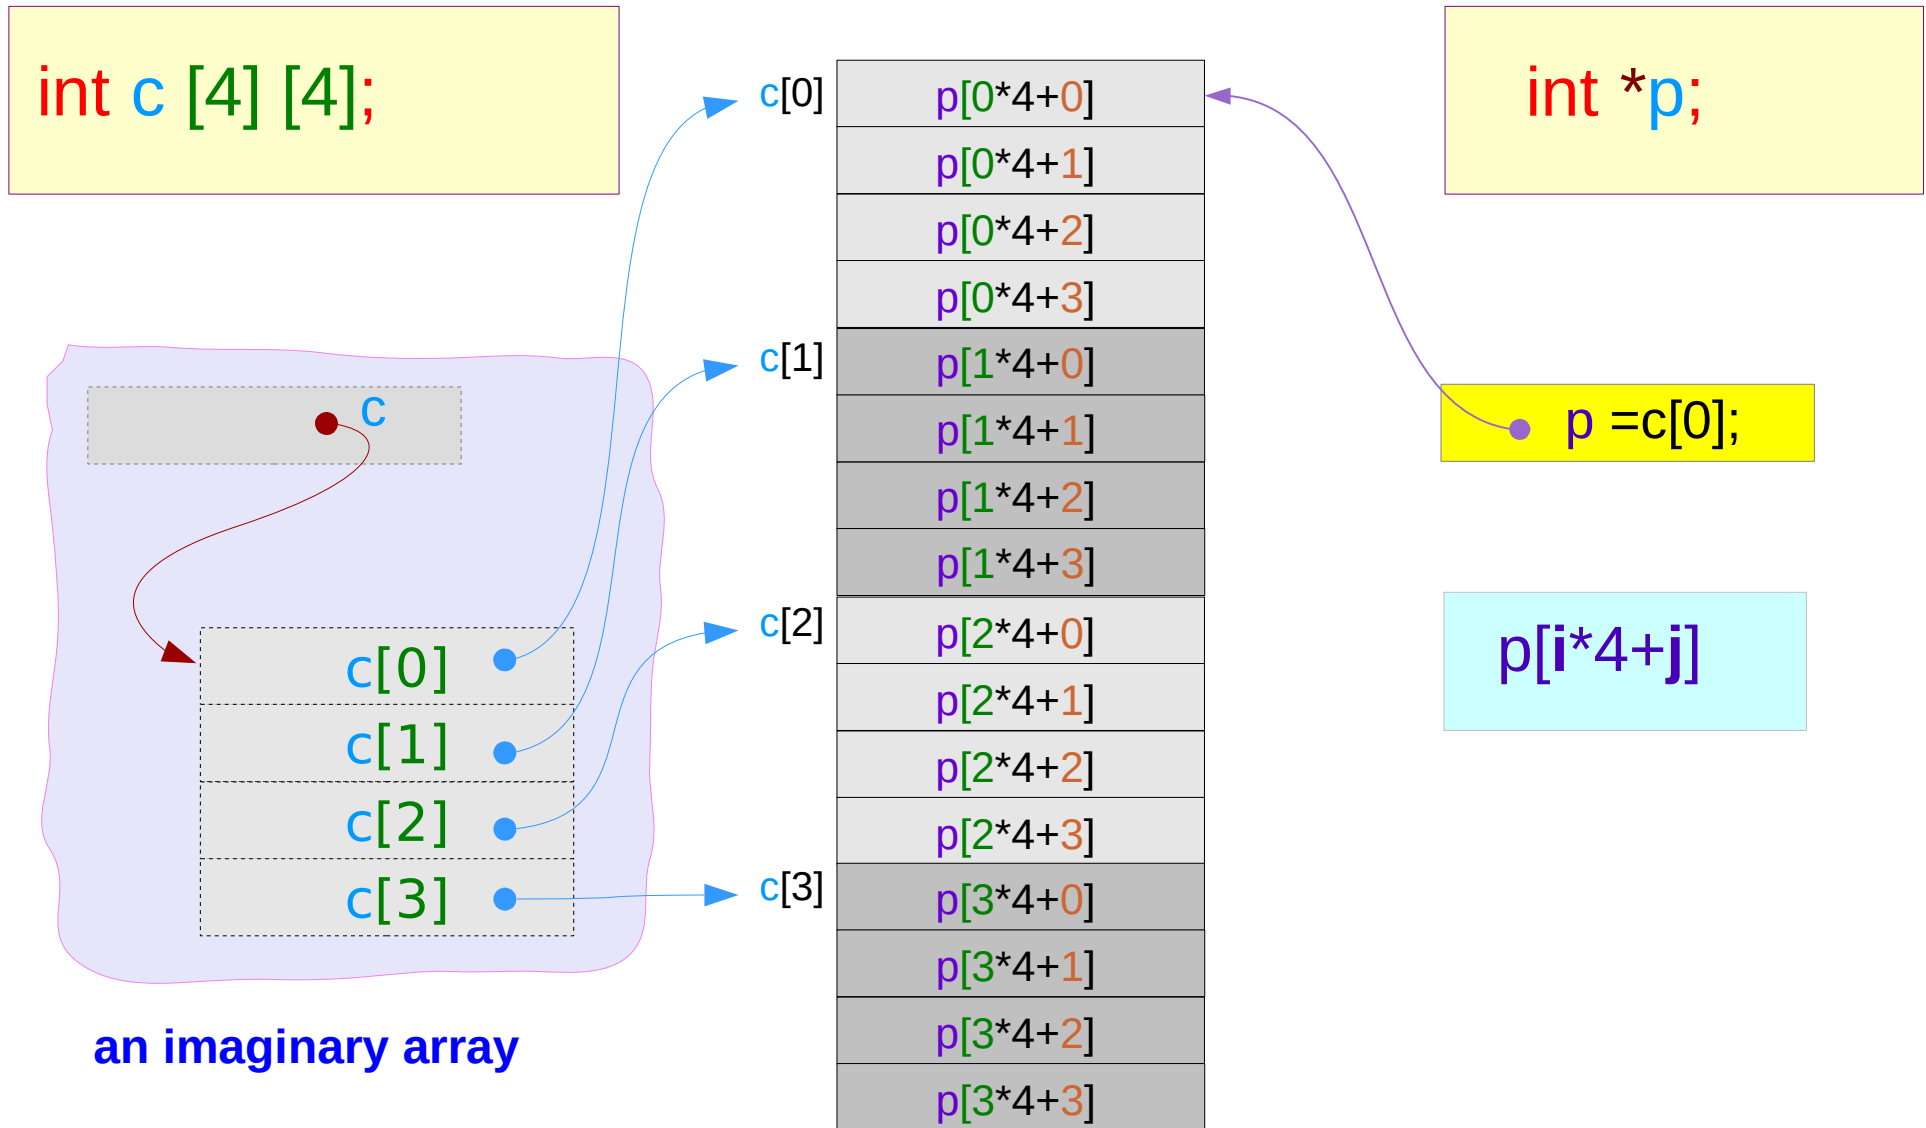 int c [4] [4];
int *p;
c[0]
p[0*4+0]
p[0*4+1]
p[0*4+2]
p[0*4+3]
c[1]
p[1*4+0]
p[1*4+1]
p[1*4+2]
p[1*4+3]
c[2]
p[2*4+0]
p[2*4+1]
p[2*4+2]
p[2*4+3]
c[3]
p[3*4+0]
p[3*4+1]
p[3*4+2]
p[3*4+3]
c
c[0]
c[1]
c[2]
c[3]
an imaginary array
p =c[0];
p[i*4+j]